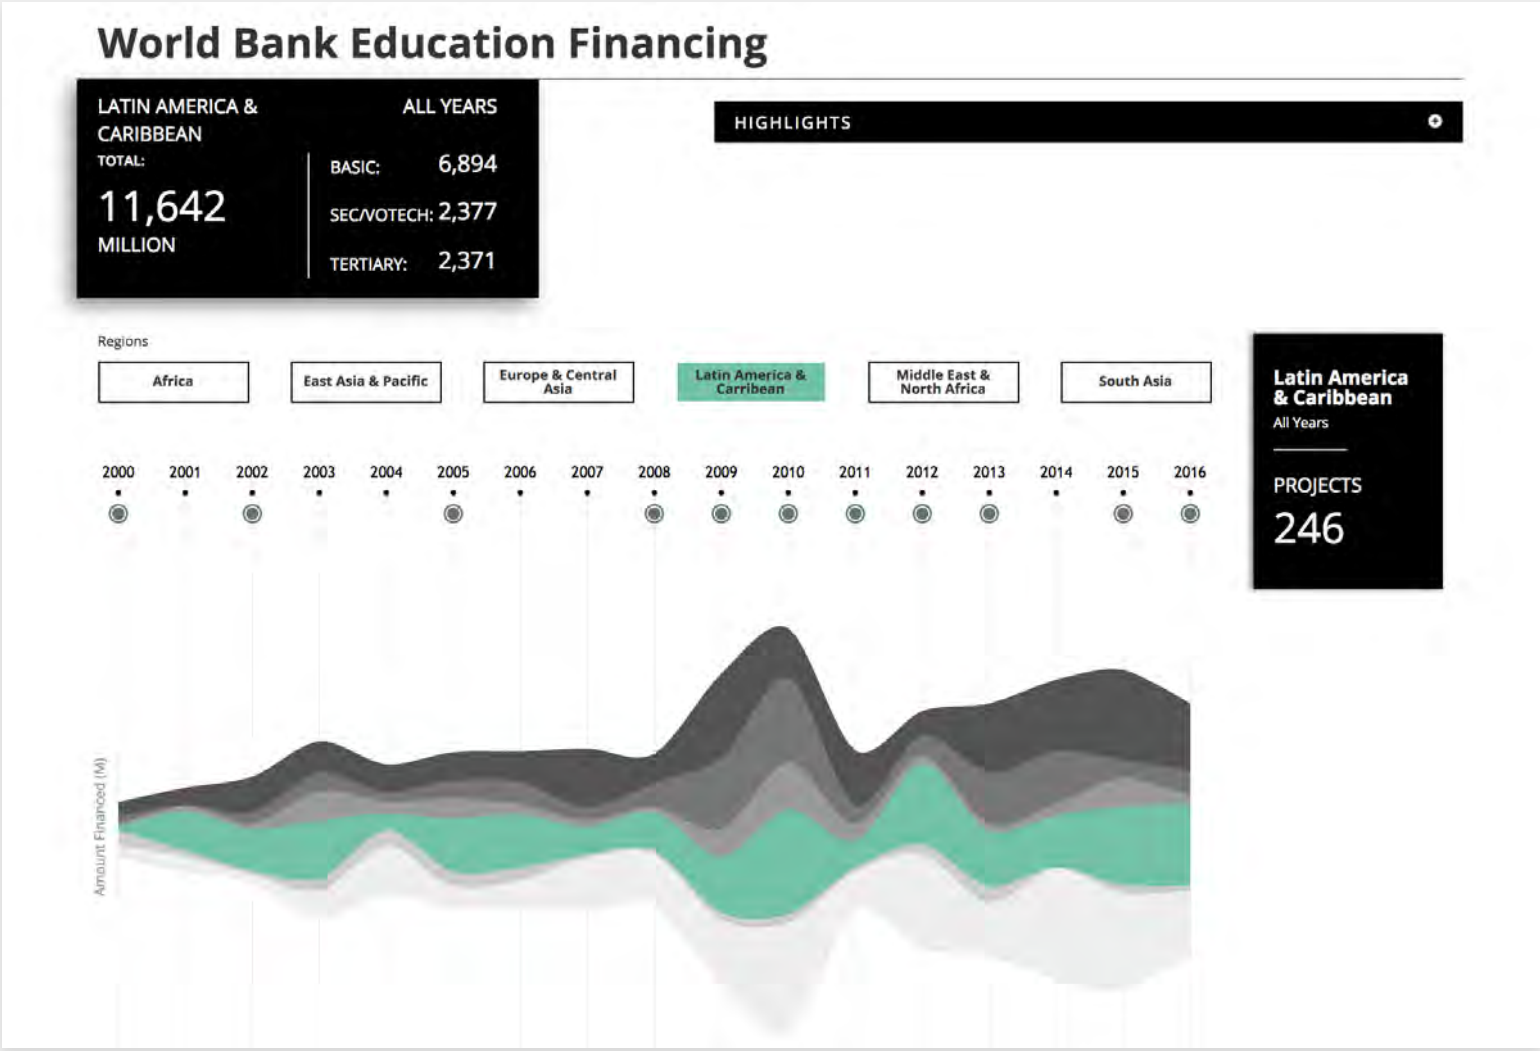 World Bank Education Financing
LATIN AMERICA &
CARIBBEAN
ALL YEARS
TOTAL:
11,642
MILLION
BASIC: 6,894
SEC/VOTECH: 2,377
TERTIARY: 2,371
HIGHLIGHTS
Regions
Africa
East Asia & Pacific
Europe & Central
Asia
Latin America &
Carribean
Middle East &
North Africa
South Asia
Latin America
& Caribbean
All Years
PROJECTS
246
2000 2001 2002 2003 2004 2005 2006 2007 2008 2009 2010 2011 2012 2013 2014 2015 2016
Amount Financed (M)